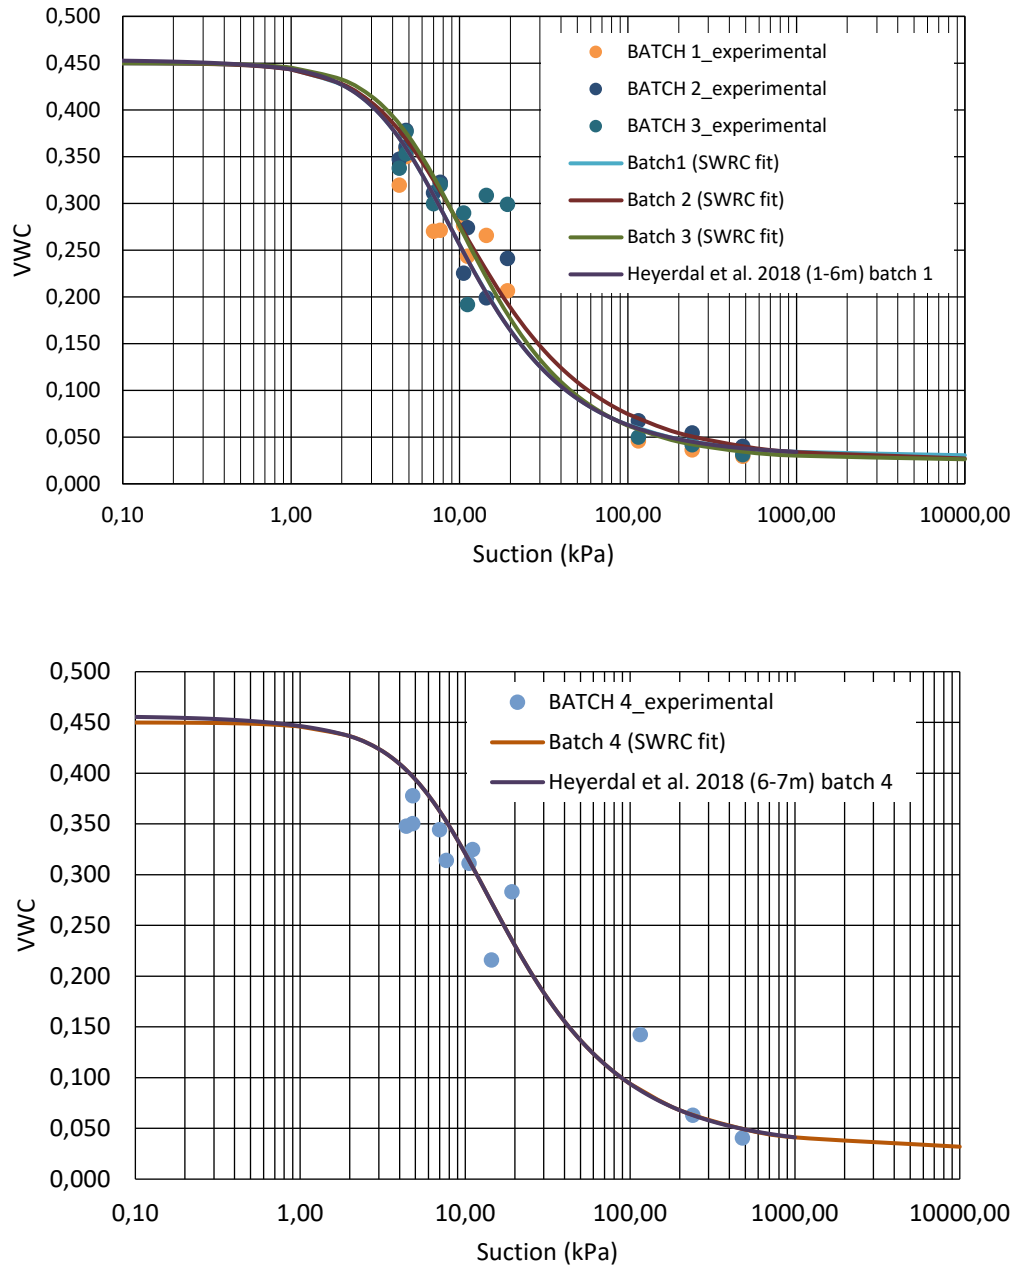 0,500
0,450
0,400
0,350
0,300
0,250
0,200
0,150
0,100
0,050
0,000
VWC
BATCH 1_experimental
BATCH 2_experimental
BATCH 3_experimental
Batch1 (SWRC fit)
Batch 2 (SWRC fit)
Batch 3 (SWRC fit)
Heyerdal et al. 2018 (1-6m) batch 1
0,10 1,00 10,00 100,00 1000,00 10000,00
Suction (kPa)
0,500
0,450
0,400
0,350
0,300
0,250
0,200
0,150
0,100
0,050
0,000
VWC
BATCH 4_experimental
Batch 4 (SWRC fit)
Heyerdal et al. 2018 (6-7m) batch 4
0,10 1,00 10,00 100,00 1000,00 10000,00
Suction (kPa)